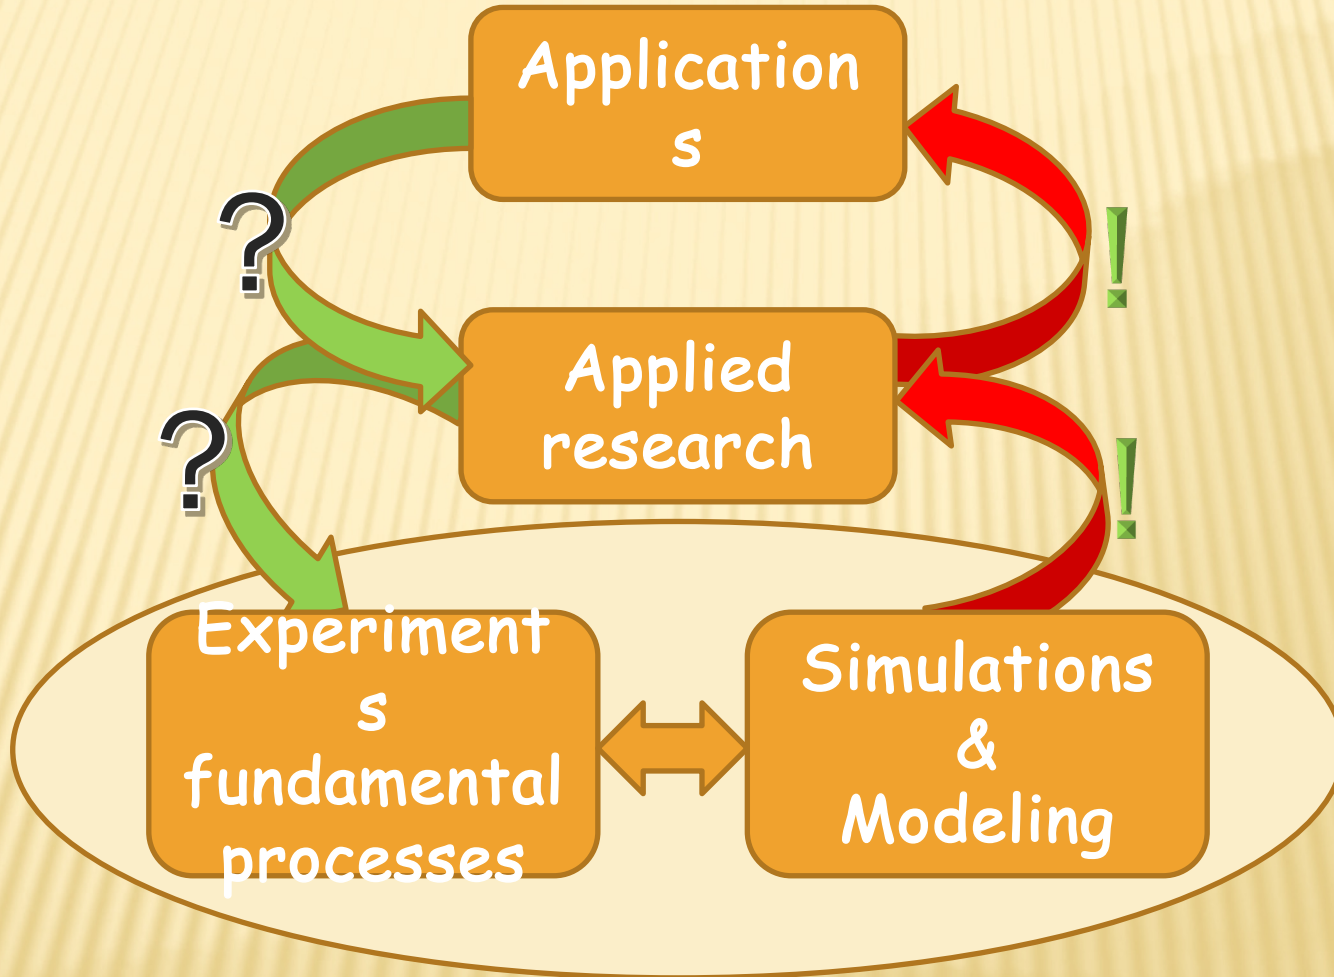 Application
s
?
!
Applied
research
?
!
Experiment
s
fundamental
processes
Simulations
&
Modeling